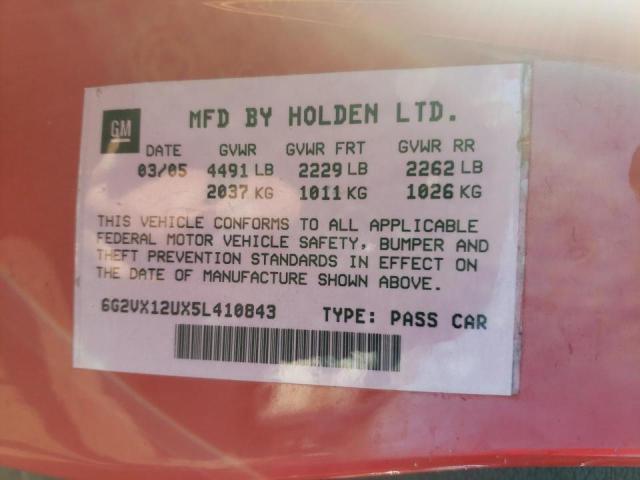 GM
MFD BY HOLDEN LTD.
DATE GVWR GVWR FRT GVWR RR
03/05 4491 LB 2229 LB 2262 LB
2037 KG 1011 KG 1026 KG
THIS VEHICLE CONFORMS TO ALL APPLICABLE
FEDERAL MOTOR VEHICLE SAFETY, BUMPER AND
THEFT PREVENTION STANDARDS IN EFFECT ON
THE DATE OF MANUFACTURE SHOWN ABOVE.
6G2VX12UX5L410843 TYPE: PASS CAR